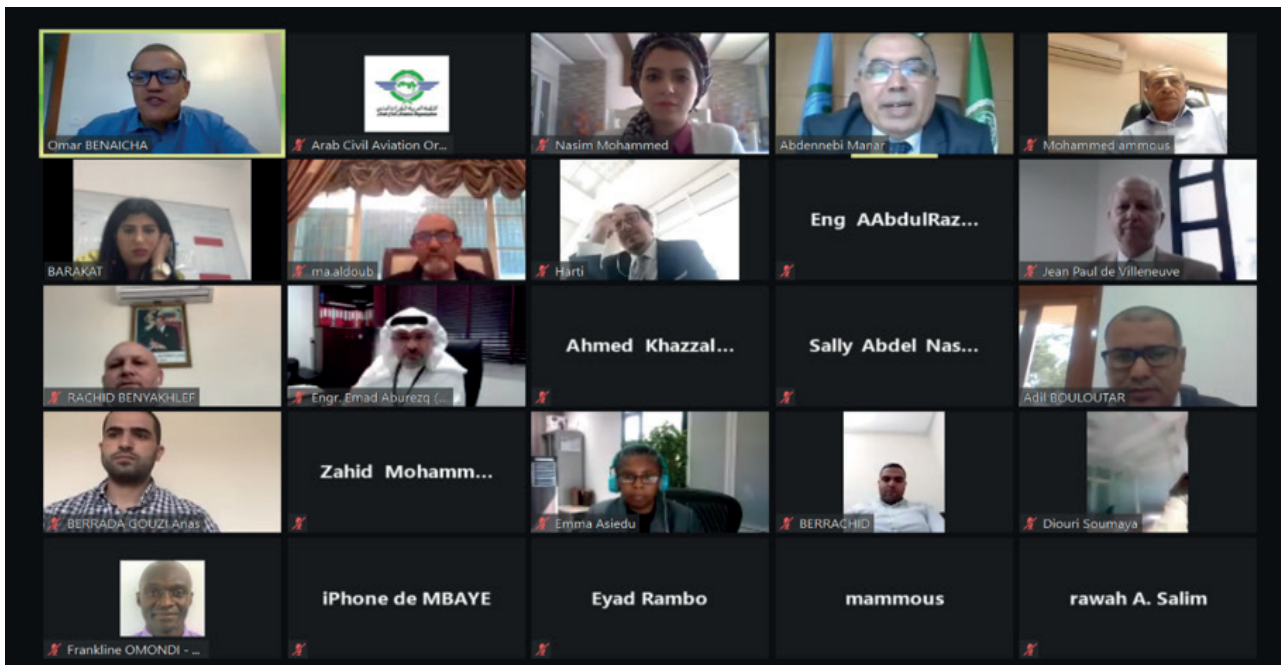 Omar BENAICHA
Arab Civil Aviation Or...
Nasim Mohammed
Abdennebi Manar
Mohammed ammous
BARAKAT
ma.aldoub
Harti
Eng AAbdulRaz...
Jean Paul de Villeneuve
RACHID BENYAKHLEF
Engr. Emad Aburezq (...
Ahmed Khazzal...
Sally Abdel Nas...
Adil BOULOUTAR
BERRADA GOUZI Anas
Zahid Mohamm...
Emma Asiedu
BERRACHID
Diouri Soumaya
Frankline OMONDI - ...
iPhone de MBAYE
Eyad Rambo
mammous
rawah A. Salim